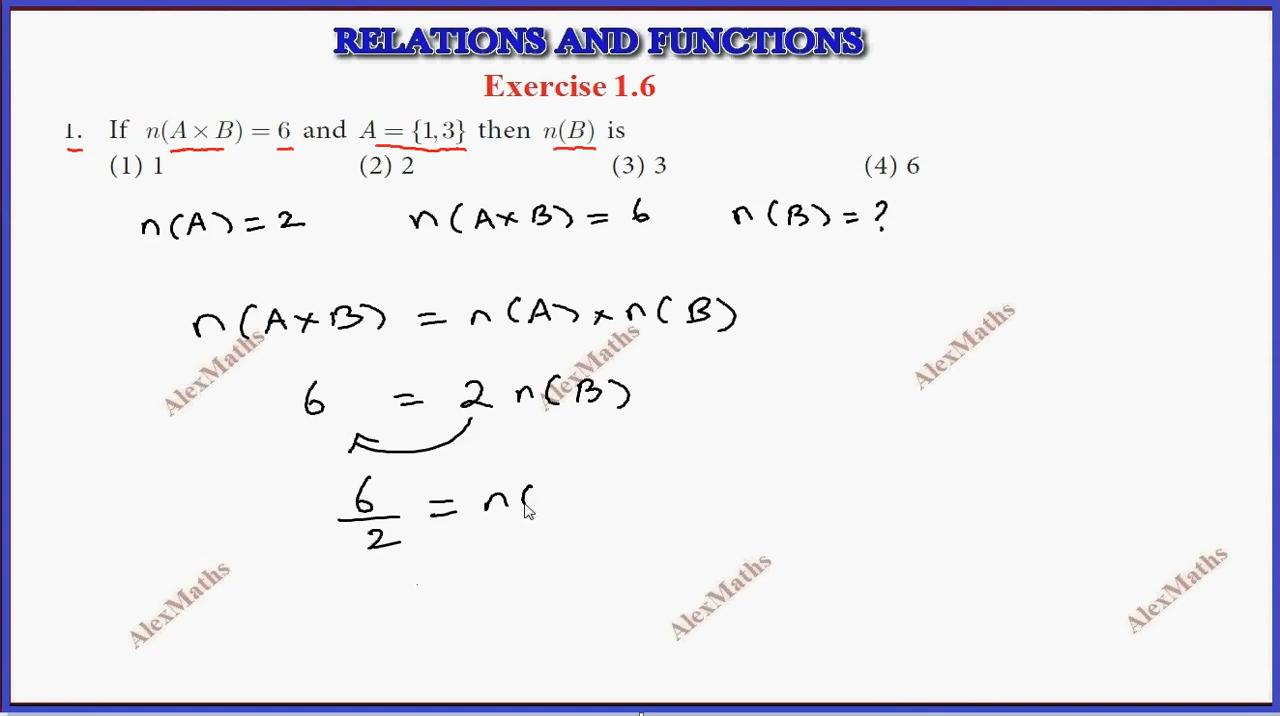 RELATIONS AND FUNCTIONS
Exercise 1.6
1. If n(A × B) = 6 and A = {1,3} then n(B) is
(1) 1 (2) 2 (3) 3 (4) 6
n(A) = 2 n(A×B) = 6 n(B) = ?
n(A×B) = n(A) × n(B)
AlexMaths AlexMaths AlexMaths
6 = 2 n(B)
6/2 = n(
AlexMaths AlexMaths AlexMaths